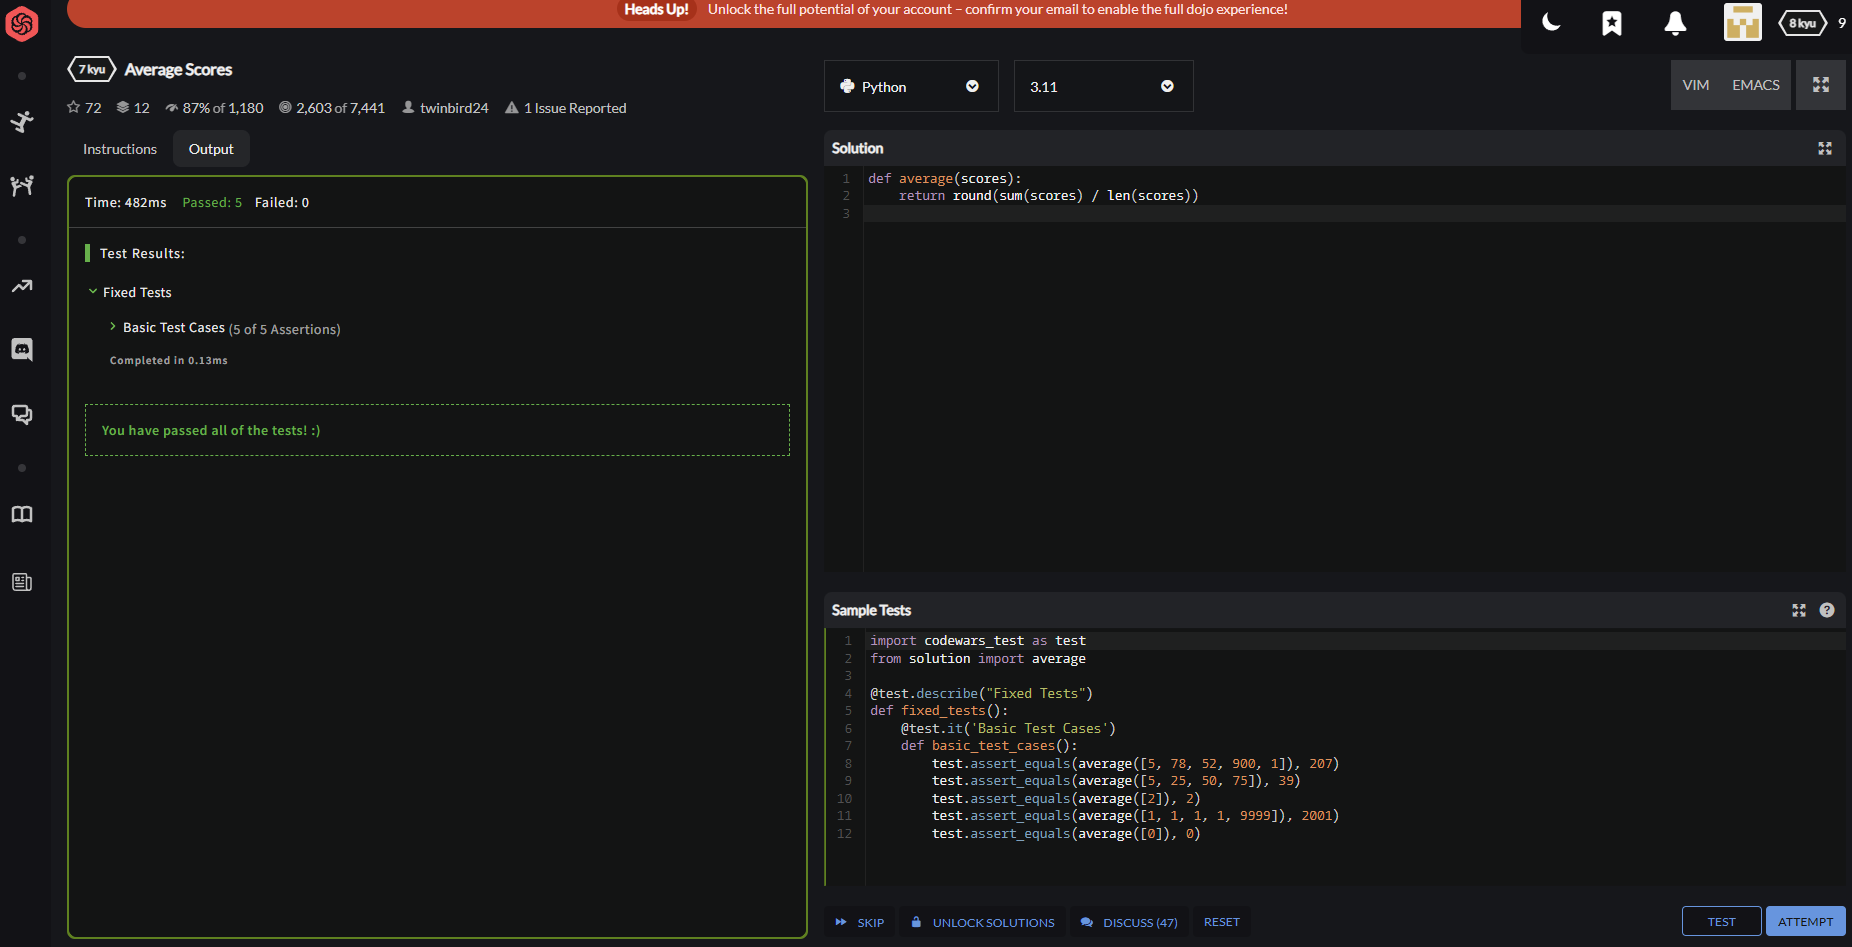 Heads Up! Unlock the full potential of your account – confirm your email to enable the full dojo experience!
8 kyu 9
7 kyu Average Scores
72 12 87% of 1,180 2,603 of 7,441 twinbird24 1 Issue Reported
Instructions Output
Time: 482ms Passed: 5 Failed: 0
Test Results:
Fixed Tests
Basic Test Cases (5 of 5 Assertions)
Completed in 0.13ms
You have passed all of the tests! :)
Python 3.11 VIM EMACS
Solution
1 def average(scores):
2     return round(sum(scores) / len(scores))
3
Sample Tests ?
1 import codewars_test as test
2 from solution import average
3
4 @test.describe("Fixed Tests")
5 def fixed_tests():
6     @test.it('Basic Test Cases')
7     def basic_test_cases():
8         test.assert_equals(average([5, 78, 52, 900, 1]), 207)
9         test.assert_equals(average([5, 25, 50, 75]), 39)
10         test.assert_equals(average([2]), 2)
11         test.assert_equals(average([1, 1, 1, 1, 9999]), 2001)
12         test.assert_equals(average([0]), 0)
SKIP UNLOCK SOLUTIONS DISCUSS (47) RESET TEST ATTEMPT